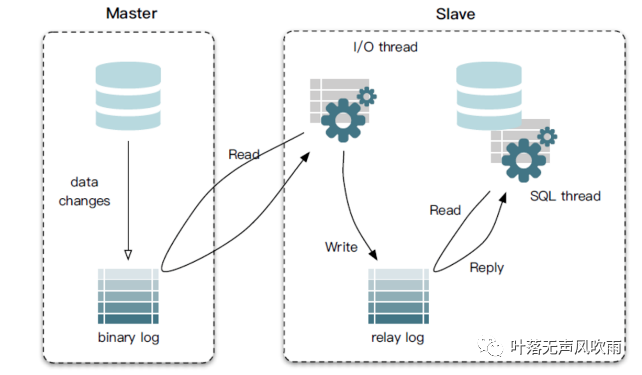 Master
Slave
I/O thread
Read
data
changes
SQL thread
Read
Write
Reply
binary log
relay log
叶落无声风吹雨